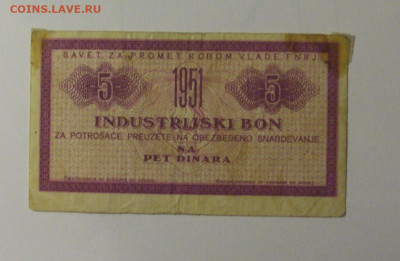 COINS.LAVE.RU
SAVET ZA PROMET ROBOM VLADE FNRJ
5 1951 5
INDUSTRIJSKI BON
ZA POTROŠAČE PREUZETE NA OBEZBEĐENO SNABDEVANJE
SA
PET DINARA